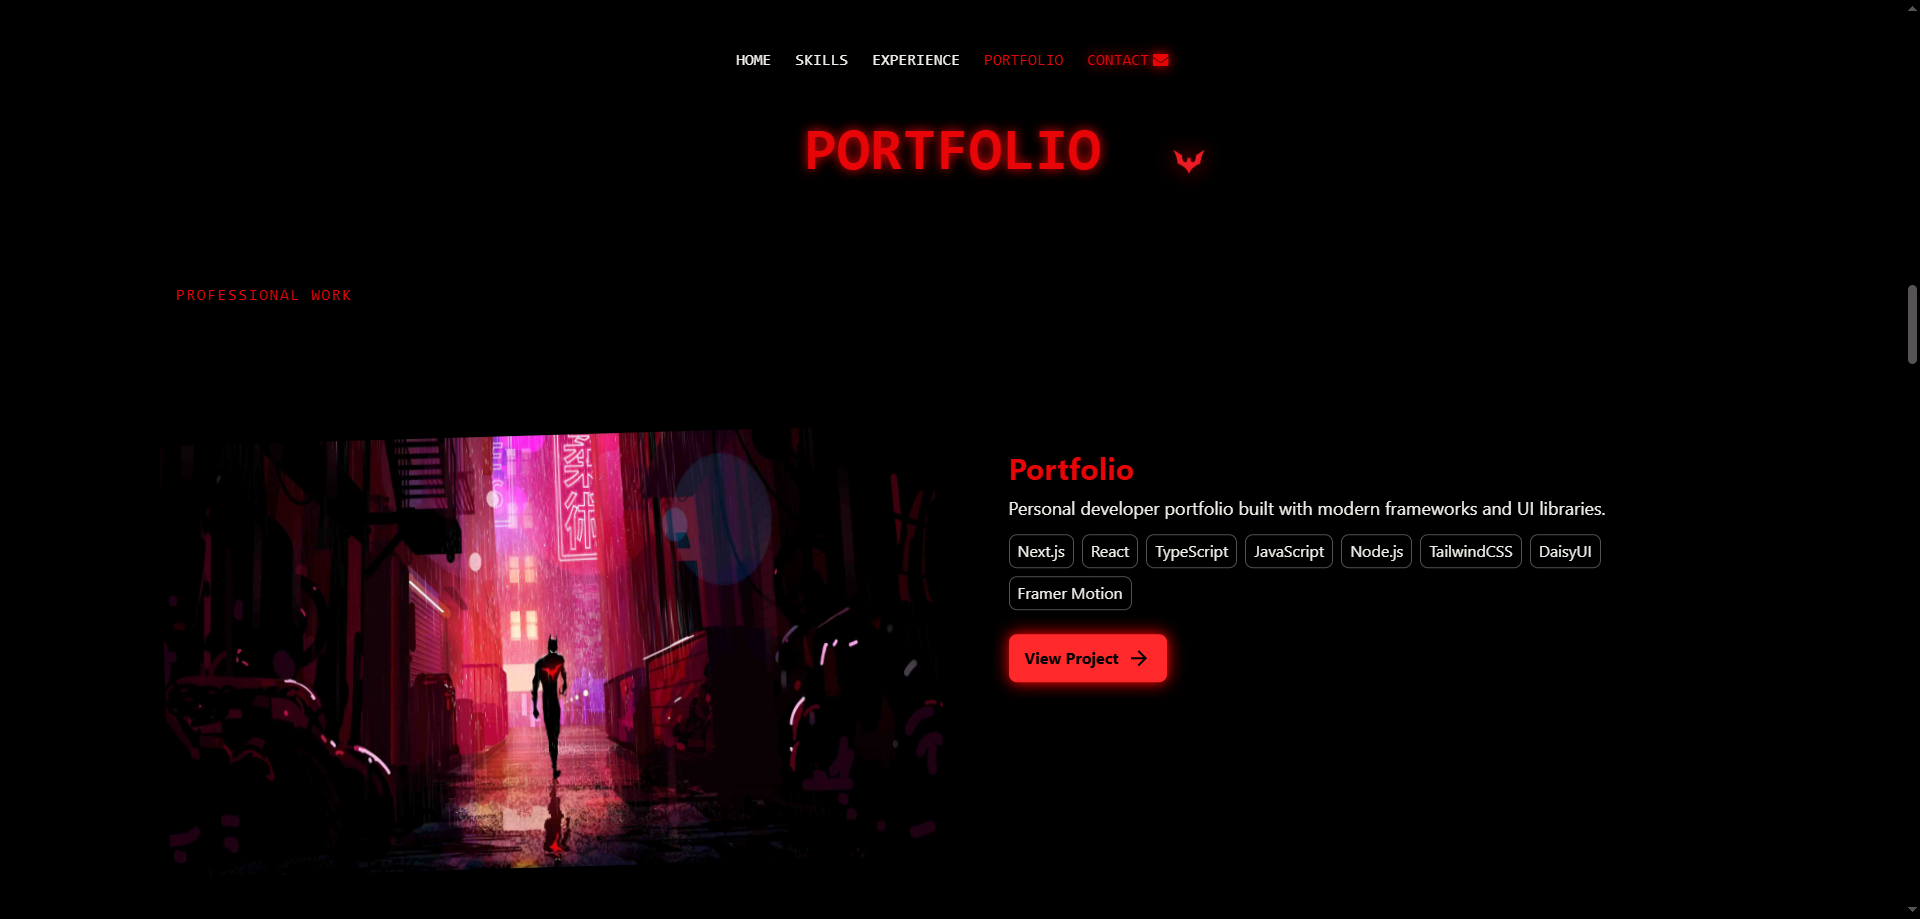 HOME SKILLS EXPERIENCE PORTFOLIO CONTACT
PORTFOLIO
PROFESSIONAL WORK
Portfolio
Personal developer portfolio built with modern frameworks and UI libraries.
Next.js React TypeScript JavaScript Node.js TailwindCSS DaisyUI
Framer Motion
View Project